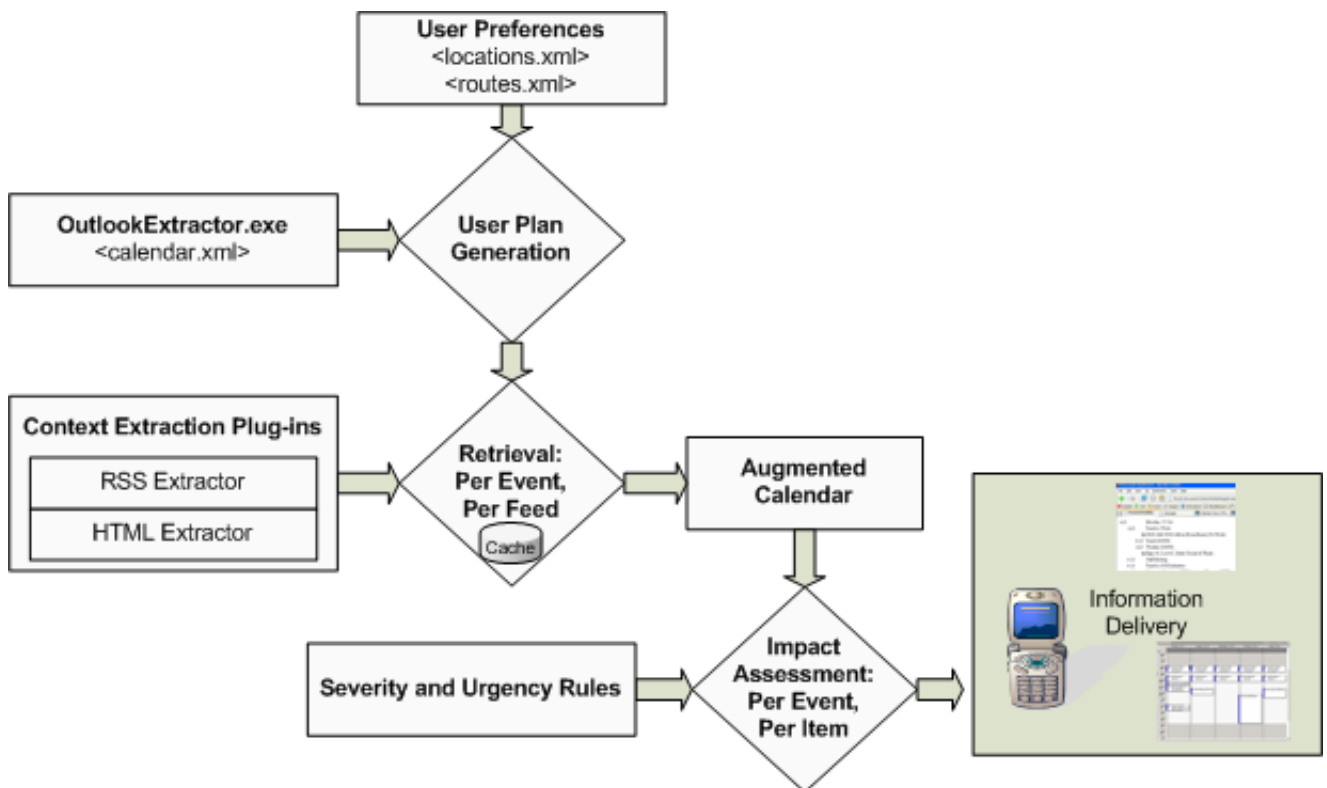 User Preferences
<locations.xml>
<routes.xml>
OutlookExtractor.exe
<calendar.xml>
User Plan
Generation
Context Extraction Plug-ins
RSS Extractor
HTML Extractor
Retrieval:
Per Event,
Per Feed
Cache
Augmented
Calendar
Information
Delivery
Severity and Urgency Rules
Impact
Assessment:
Per Event,
Per Item